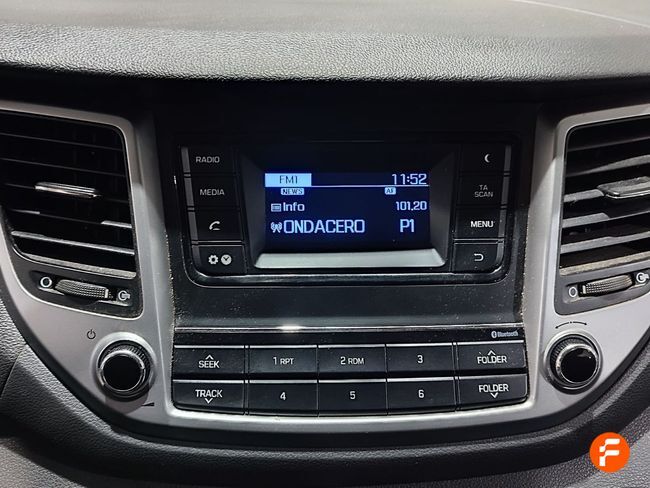 RADIO
MEDIA
FM1 11:52
NEWS AF
Info 101,20
ONDACERO P1
TA
SCAN
MENU
Bluetooth
SEEK
1 RPT
2 RDM
3
FOLDER
TRACK
4
5
6
FOLDER